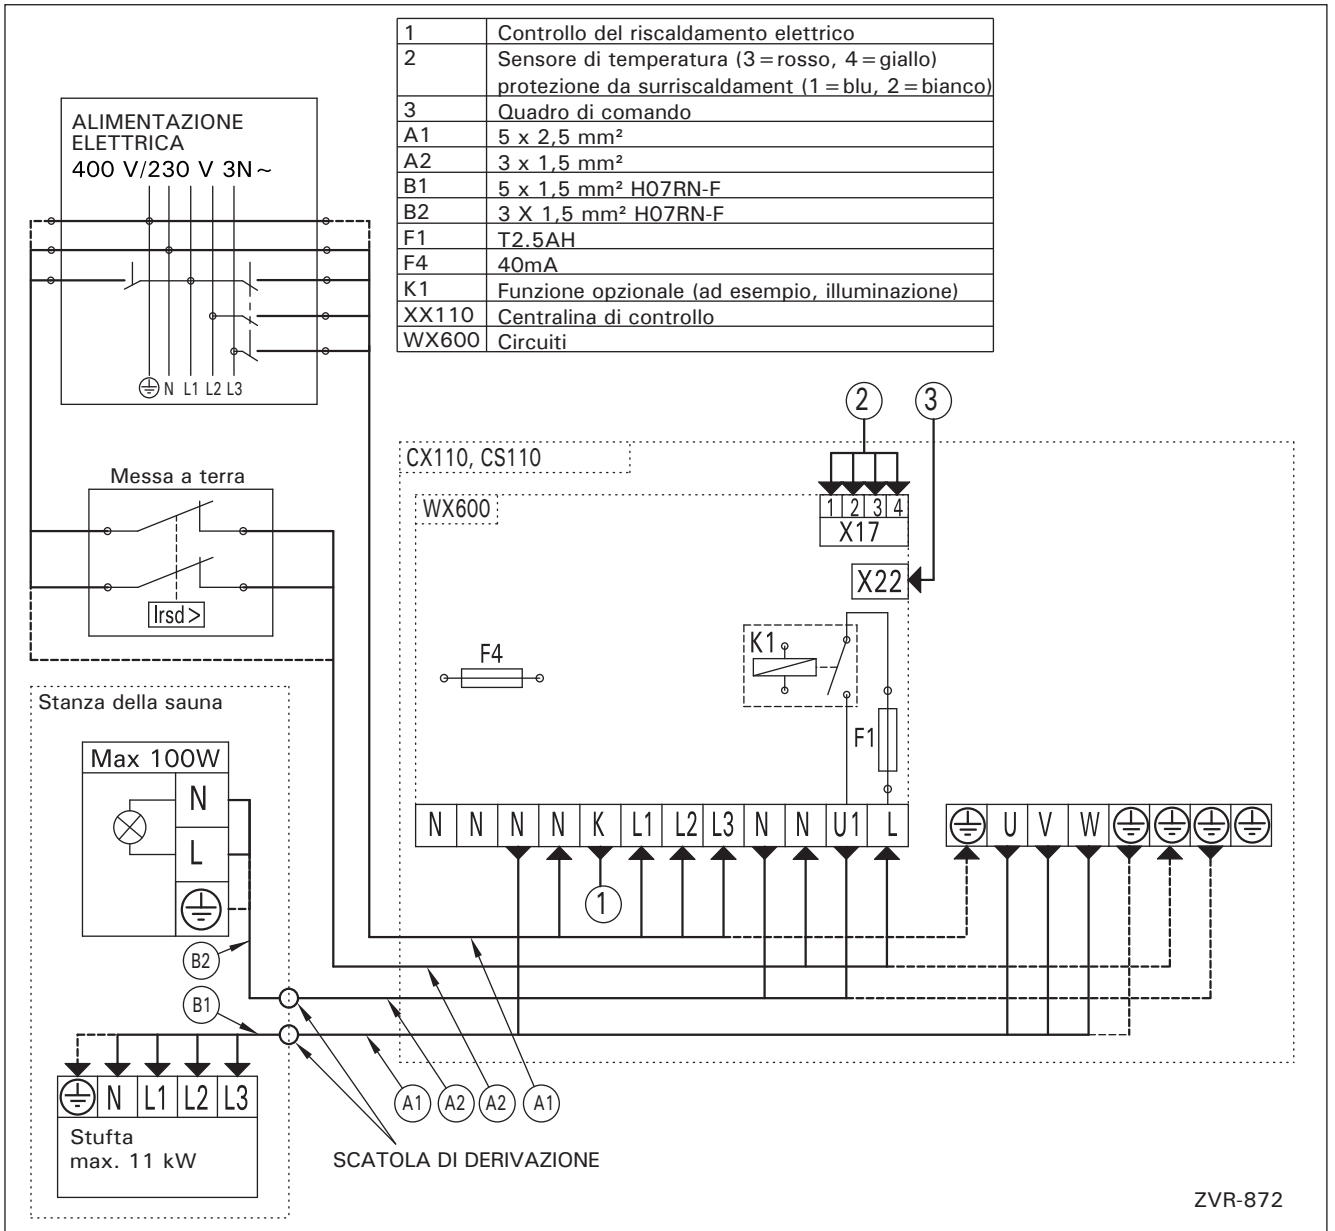 1 Controllo del riscaldamento elettrico
2 Sensore di temperatura (3=rosso, 4=giallo)
protezione da surriscaldament (1=blu, 2=bianco)
3 Quadro di comando
A1 5 x 2,5 mm²
A2 3 x 1,5 mm²
B1 5 x 1,5 mm² H07RN-F
B2 3 X 1,5 mm² H07RN-F
F1 T2.5AH
F4 40mA
K1 Funzione opzionale (ad esempio, illuminazione)
XX110 Centralina di controllo
WX600 Circuiti
ALIMENTAZIONE
ELETTRICA
400 V/230 V 3N~
N L1 L2 L3
Messa a terra
Irsd>
2 3
CX110, CS110
WX600
1 2 3 4
X17
X22
K1
F4
F1
N N N N K L1 L2 L3 N N U1 L
U V W
1
Stanza della sauna
Max 100W
N
L
B2
B1
N L1 L2 L3
Stufta
max. 11 kW
A1 A2 A2 A1
SCATOLA DI DERIVAZIONE
ZVR-872